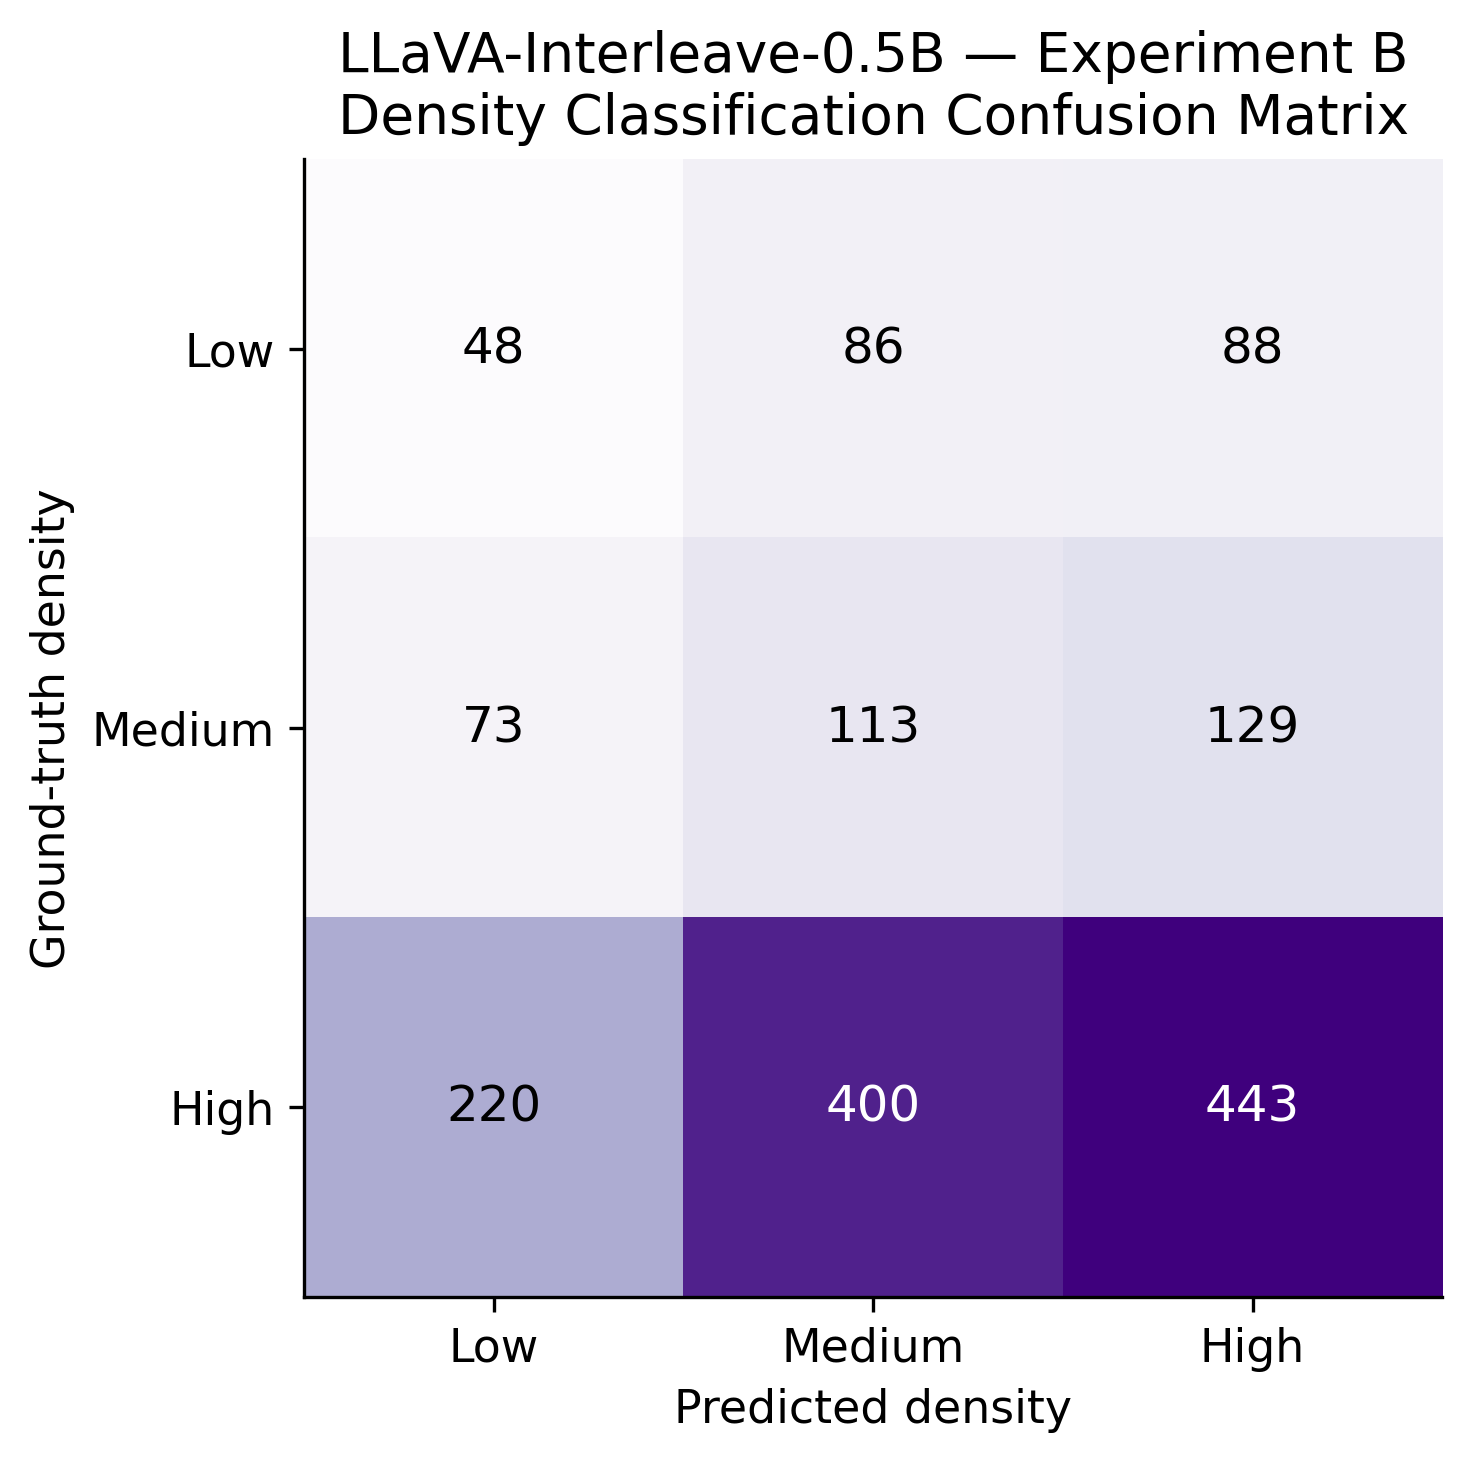 LLaVA-Interleave-0.5B — Experiment B
Density Classification Confusion Matrix
Ground-truth density
Low
48
86
88
Medium
73
113
129
High
220
400
443
Low
Medium
High
Predicted density